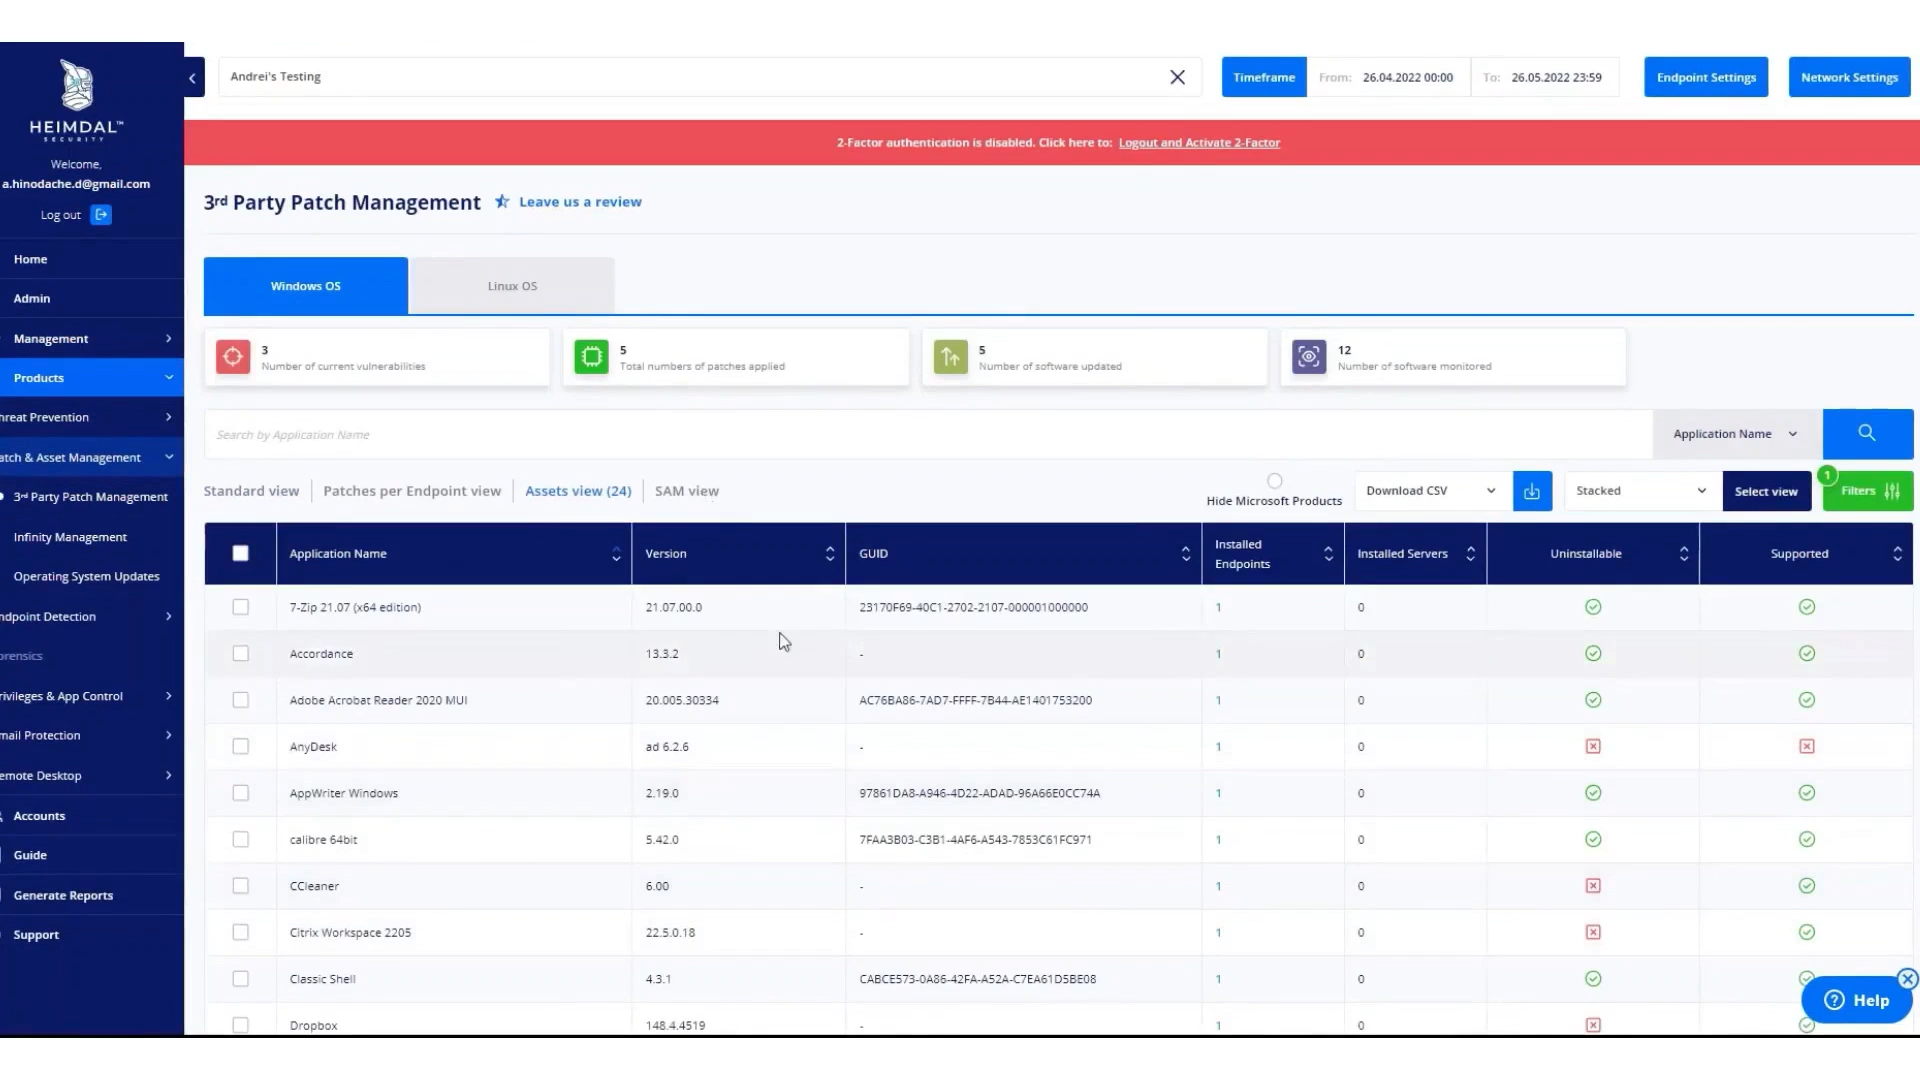 Andrei's Testing
Timeframe From: 26.04.2022 00:00 To: 26.05.2022 23:59
Endpoint Settings
Network Settings
HEIMDAL™
SECURITY
Welcome,
a.hinodache.d@gmail.com
Log out
Home
Admin
Management
Products
hreat Prevention
atch & Asset Management
3rd Party Patch Management
Infinity Management
Operating System Updates
ndpoint Detection
orensics
rivileges & App Control
mail Protection
emote Desktop
Accounts
Guide
Generate Reports
Support
2-Factor authentication is disabled. Click here to: Logout and Activate 2-Factor
3rd Party Patch Management Leave us a review
Windows OS
Linux OS
3
Number of current vulnerabilities
5
Total numbers of patches applied
5
Number of software updated
12
Number of software monitored
Search by Application Name
Application Name
Standard view Patches per Endpoint view Assets view (24) SAM view
Hide Microsoft Products
Download CSV
Stacked
Select view
1
Filters
Application Name Version GUID Installed Endpoints Installed Servers Uninstallable Supported
7-Zip 21.07 (x64 edition) 21.07.00.0 23170F69-40C1-2702-2107-000001000000 1 0
Accordance 13.3.2 - 1 0
Adobe Acrobat Reader 2020 MUI 20.005.30334 AC76BA86-7AD7-FFFF-7B44-AE1401753200 1 0
AnyDesk ad 6.2.6 - 1 0
AppWriter Windows 2.19.0 97861DA8-A946-4D22-ADAD-96A66E0CC74A 1 0
calibre 64bit 5.42.0 7FAA3B03-C3B1-4AF6-A543-7853C61FC971 1 0
CCleaner 6.00 - 1 0
Citrix Workspace 2205 22.5.0.18 - 1 0
Classic Shell 4.3.1 CABCE573-0A86-42FA-A52A-C7EA61D5BE08 1 0
Dropbox 148.4.4519 - 1 0
Help